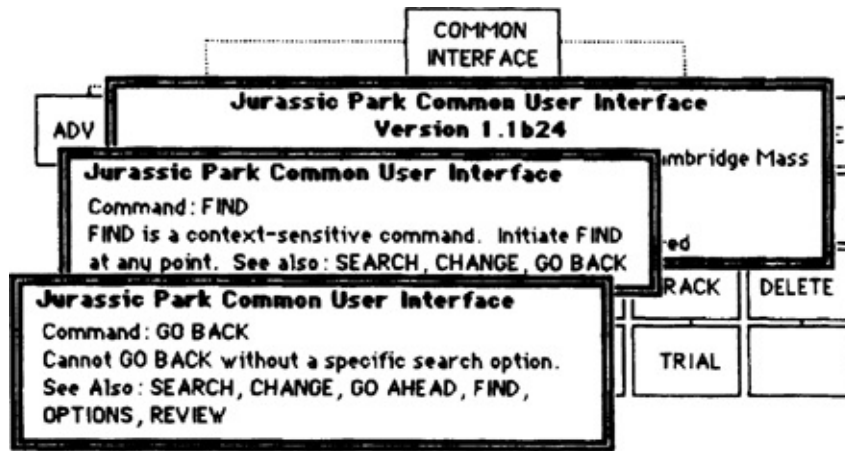 COMMON
INTERFACE
Jurassic Park Common User Interface
Version 1.1b24
ADV
Mass
Jurassic Park Common User Interface
Command: FIND
FIND is a context-sensitive command. Initiate FIND
at any point. See also: SEARCH, CHANGE, GO BACK
DELETE
Jurassic Park Common User Interface
Command: GO BACK
Cannot GO BACK without a specific search option.
See Also: SEARCH, CHANGE, GO AHEAD, FIND,
OPTIONS, REVIEW
TRIAL